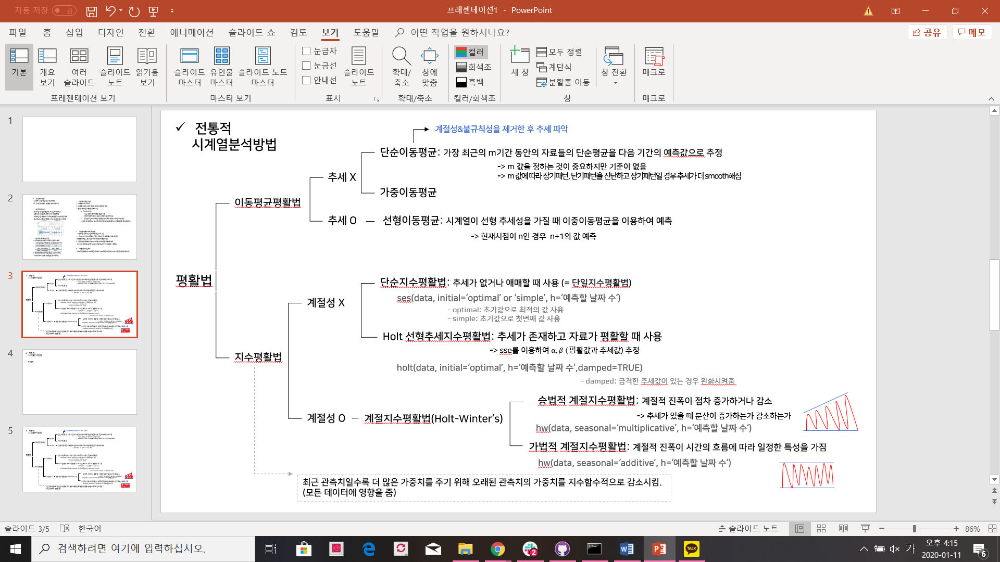 자동 저장 끔
프레젠테이션1 - PowerPoint
파일 홈 삽입 디자인 전환 애니메이션 슬라이드 쇼 검토 보기 도움말 어떤 작업을 원하시나요?
공유 메모
기본
개요 보기
여러 슬라이드
슬라이드 노트
읽기용 보기
프레젠테이션 보기
슬라이드 마스터
유인물 마스터
슬라이드 노트 마스터
마스터 보기
눈금자
눈금선
안내선
슬라이드 노트
표시
확대/축소
창에 맞춤
확대/축소
컬러
회색조
흑백
컬러/회색조
새 창
모두 정렬
계단식
분할줄 이동
창 전환
창
매크로
매크로
1
2
3
4
5
✓ 전통적
시계열분석방법
계절성&불규칙성을 제거한 후 추세 파악
단순이동평균: 가장 최근의 m기간 동안의 자료들의 단순평균을 다음 기간의 예측값으로 추정
-> m 값을 정하는 것이 중요하지만 기준이 없음
-> m 값에 따라 장기패턴, 단기패턴을 진단하고 장기패턴일 경우 추세가 더 smooth해짐
추세 X
가중이동평균
이동평균평활법
추세 O
선형이동평균: 시계열이 선형 추세성을 가질 때 이중이동평균을 이용하여 예측
-> 현재시점이 n인 경우 n+1의 값 예측
평활법
단순지수평활법: 추세가 없거나 애매할 때 사용 (= 단일지수평활법)
ses(data, initial=‘optimal’ or ‘simple’, h=‘예측할 날짜 수‘)
- optimal: 초기값으로 최적의 값 사용
- simple: 초기값으로 첫번째 값 사용
계절성 X
Holt 선형추세지수평활법: 추세가 존재하고 자료가 평활할 때 사용
-> sse를 이용하여 α, β (평활값과 추세값) 추정
지수평활법
holt(data, initial=‘optimal’, h=‘예측할 날짜 수‘,damped=TRUE)
- damped: 급격한 추세값이 있는 경우 완화시켜줌
승법적 계절지수평활법: 계절적 진폭이 점차 증가하거나 감소
-> 추세가 있을 때 분산이 증가하는가 감소하는가
계절성 O
계절지수평활법(Holt-Winter’s)
hw(data, seasonal=‘multiplicative’, h=‘예측할 날짜 수‘)
가법적 계절지수평활법: 계절적 진폭이 시간의 흐름에 따라 일정한 특성을 가짐
hw(data, seasonal=‘additive’, h=‘예측할 날짜 수‘)
최근 관측치일수록 더 많은 가중치를 주기 위해 오래된 관측치의 가중치를 지수함수적으로 감소시킴.
(모든 데이터에 영향을 줌)
슬라이드 3/5 한국어
슬라이드 노트
86%
검색하려면 여기에 입력하십시오.
2
TALK
가
오후 4:15
2020-01-11
6